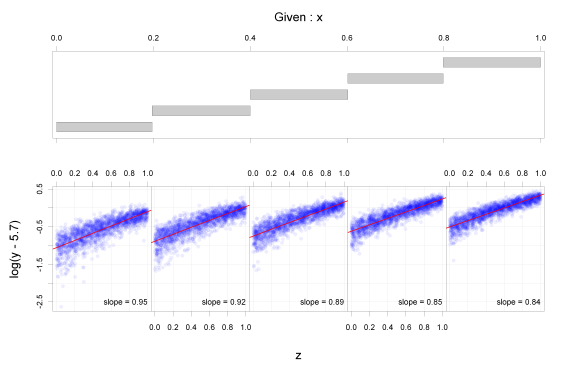 Given : x
0.0 0.2 0.4 0.6 0.8 1.0
0.0 0.2 0.4 0.6 0.8 1.0 0.0 0.2 0.4 0.6 0.8 1.0 0.0 0.2 0.4 0.6 0.8 1.0
0.5
-0.5
-1.5
-2.5
log(y - 5.7)
slope = 0.95 slope = 0.92 slope = 0.89 slope = 0.85 slope = 0.84
0.0 0.2 0.4 0.6 0.8 1.0 0.0 0.2 0.4 0.6 0.8 1.0
z